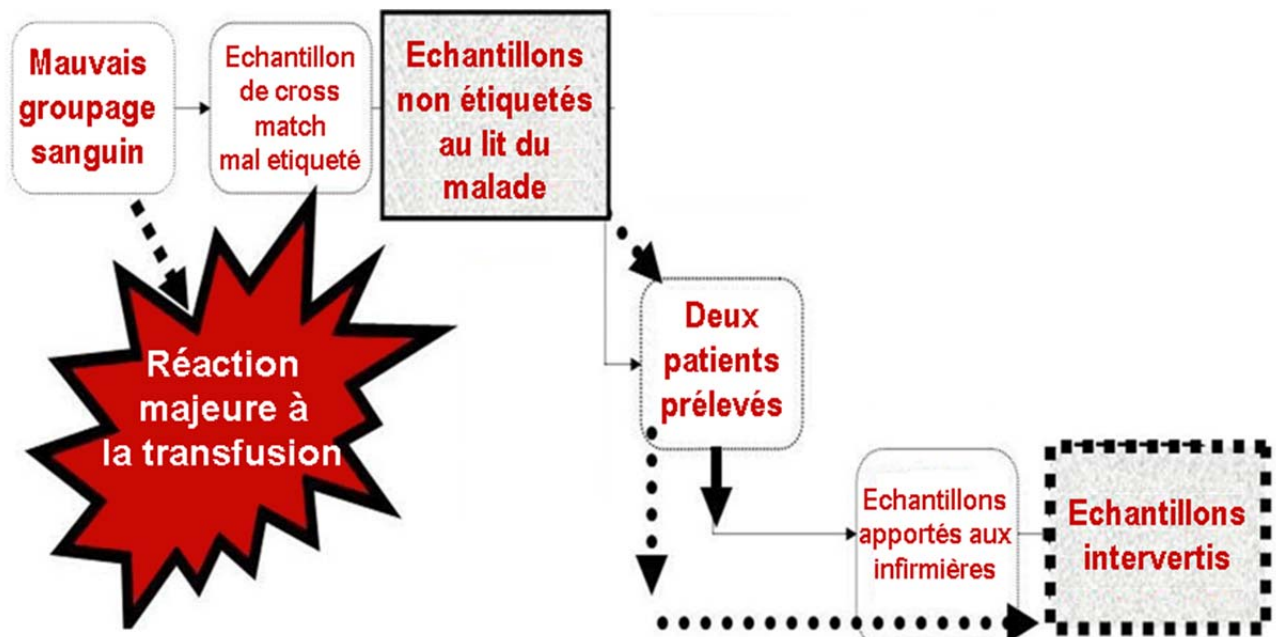 Mauvais
groupage
sanguin
Echantillon
de cross
match
mal etiqueté
Echantillons
non étiquetés
au lit du
malade
Réaction
majeure à
la transfusion
Deux
patients
prélevés
Echantillons
apportés aux
infirmières
Echantillons
intervertis